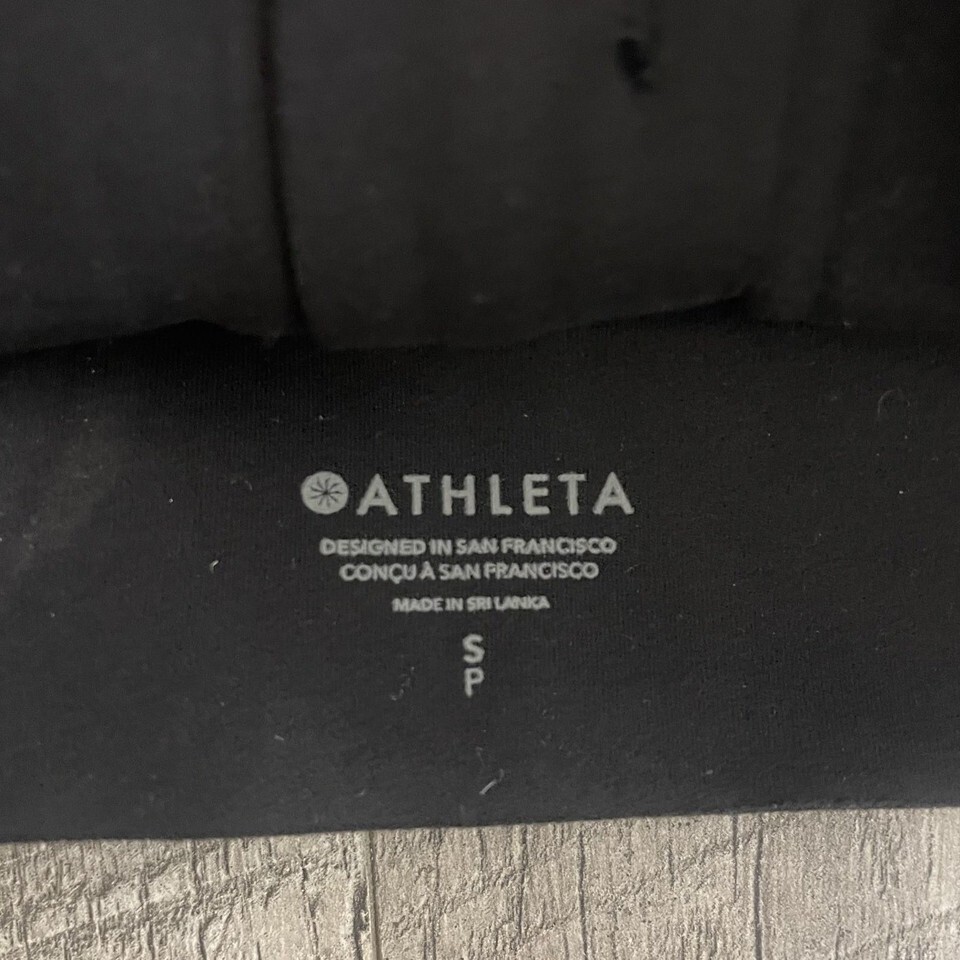 ATHLETA
DESIGNED IN SAN FRANCISCO
CONÇU À SAN FRANCISCO
MADE IN SRI LANKA
S
P